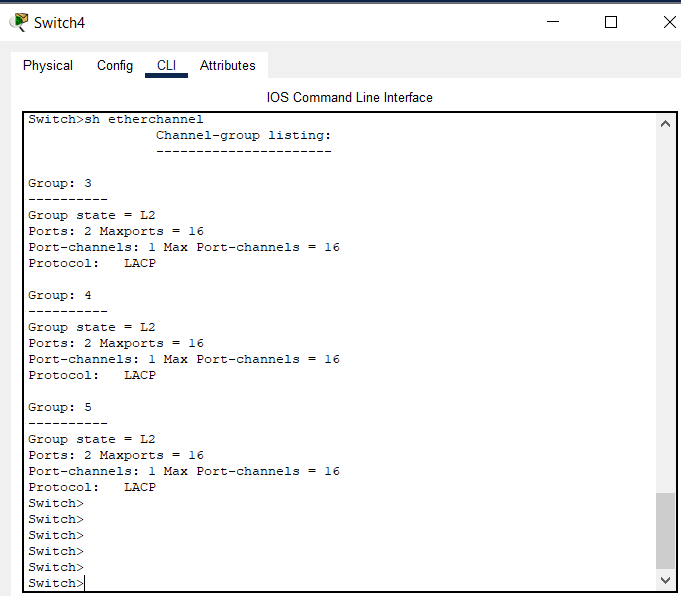 Switch4
Physical Config CLI Attributes
IOS Command Line Interface
Switch>sh etherchannel
Channel-group listing:
----------------------
Group: 3
----------
Group state = L2
Ports: 2 Maxports = 16
Port-channels: 1 Max Port-channels = 16
Protocol:   LACP
Group: 4
----------
Group state = L2
Ports: 2 Maxports = 16
Port-channels: 1 Max Port-channels = 16
Protocol:   LACP
Group: 5
----------
Group state = L2
Ports: 2 Maxports = 16
Port-channels: 1 Max Port-channels = 16
Protocol:   LACP
Switch>
Switch>
Switch>
Switch>
Switch>
Switch>